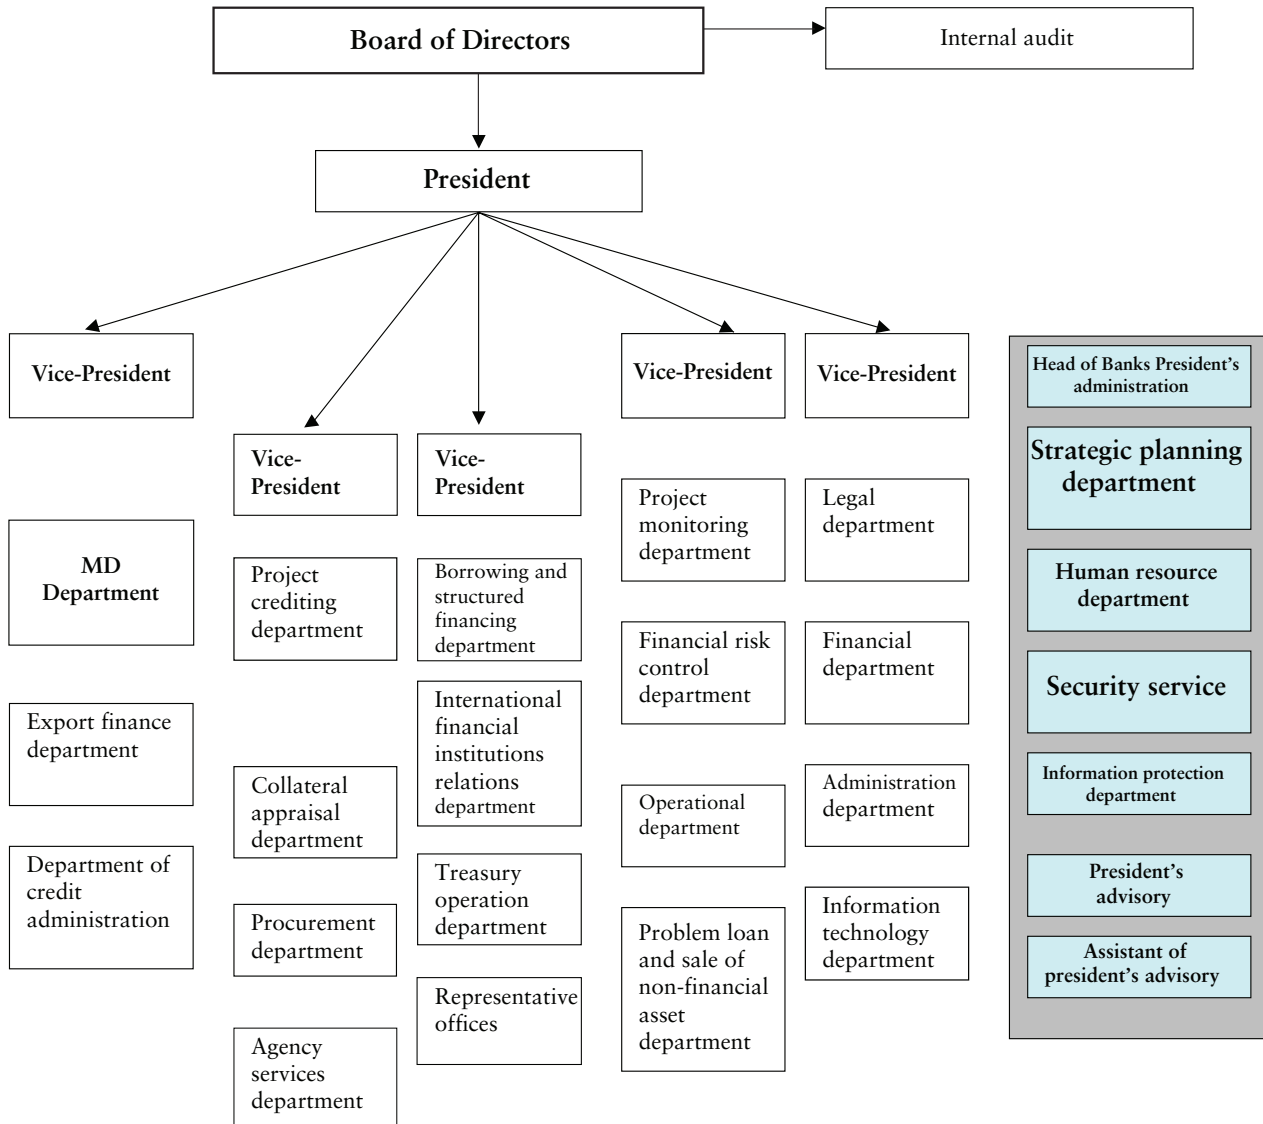 Board of Directors
Internal audit
President
Vice-President
MD
Department
Export finance
department
Department of
credit
administration
Vice-
President
Project
crediting
department
Collateral
appraisal
department
Procurement
department
Agency
services
department
Vice-
President
Borrowing and
structured
financing
department
International
financial
institutions
relations
department
Treasury
operation
department
Representative
offices
Vice-President
Project
monitoring
department
Financial risk
control
department
Operational
department
Problem loan
and sale of
non-financial
asset
department
Vice-President
Legal
department
Financial
department
Administration
department
Information
technology
department
Head of Banks President’s
administration
Strategic planning
department
Human resource
department
Security service
Information protection
department
President’s
advisory
Assistant of
president’s advisory